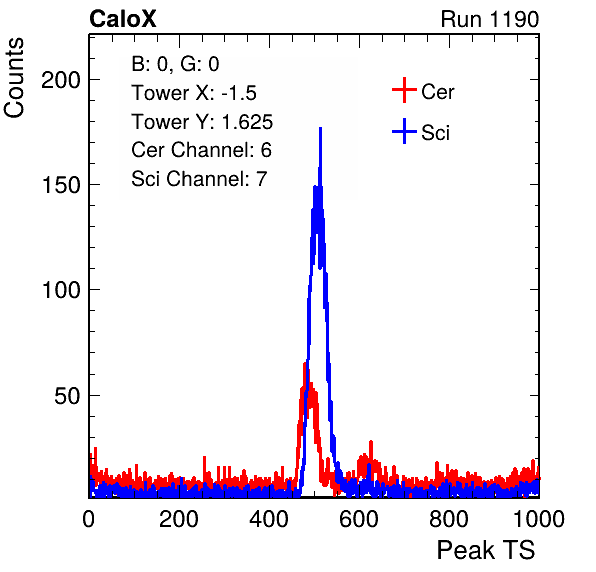 CaloX Run 1190
Counts
B: 0, G: 0
Tower X: -1.5
Tower Y: 1.625
Cer Channel: 6
Sci Channel: 7
Cer
Sci
200
150
100
50
0 200 400 600 800 1000
Peak TS